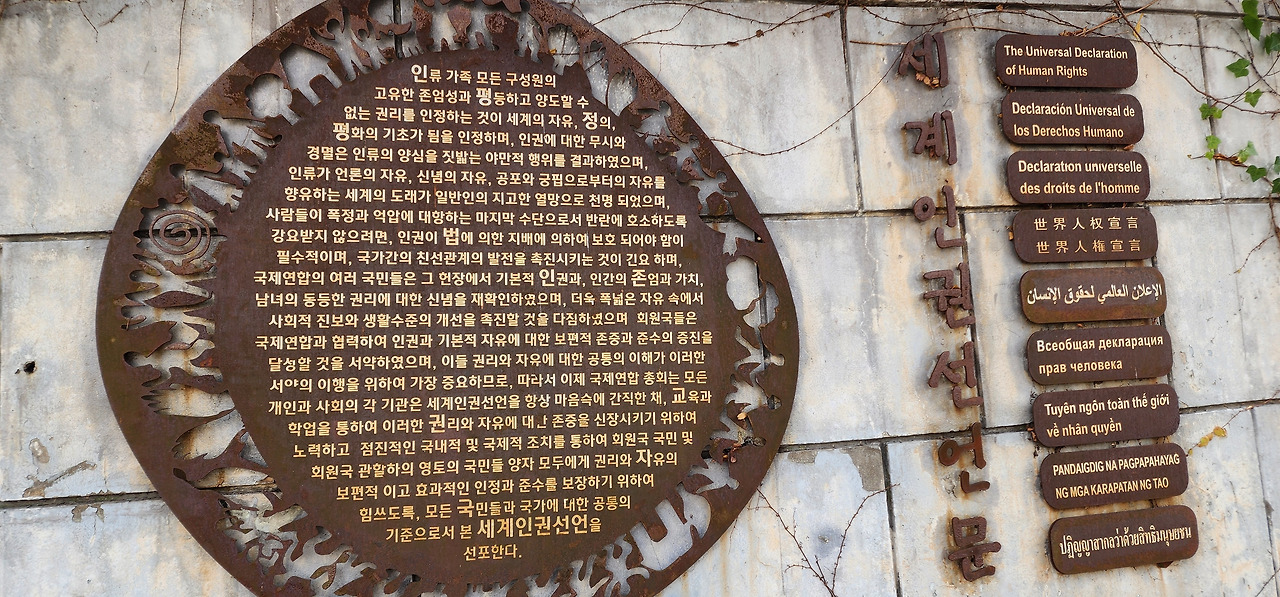 인류 가족 모든 구성원의
고유한 존엄성과 평등하고 양도할 수
없는 권리를 인정하는 것이 세계의 자유, 정의,
평화의 기초가 됨을 인정하며, 인권에 대한 무시와
경멸은 인류의 양심을 짓밟는 야만적 행위를 결과하였으며,
인류가 언론의 자유, 신념의 자유, 공포와 궁핍으로부터의 자유를
향유하는 세계의 도래가 일반인의 지고한 열망으로 천명 되었으며,
사람들이 폭정과 억압에 대항하는 마지막 수단으로서 반란에 호소하도록
강요받지 않으려면, 인권이 법에 의한 지배에 의하여 보호 되어야 함이
필수적이며, 국가간의 친선관계의 발전을 촉진시키는 것이 긴요 하며,
국제연합의 여러 국민들은 그 헌장에서 기본적 인권과, 인간의 존엄과 가치,
남녀의 동등한 권리에 대한 신념을 재확인하였으며, 더욱 폭넓은 자유 속에서
사회적 진보와 생활수준의 개선을 촉진할 것을 다짐하였으며 회원국들은
국제연합과 협력하여 인권과 기본적 자유에 대한 보편적 존중과 준수의 증진을
달성할 것을 서약하였으며, 이들 권리와 자유에 대한 공통의 이해가 이러한
서약의 이행을 위하여 가장 중요하므로, 따라서 이제 국제연합 총회는 모든
개인과 사회의 각 기관은 세계인권선언을 항상 마음속에 간직한 채, 교육과
학업을 통하여 이러한 권리와 자유에 대한 존중을 신장시키기 위하여
노력하고 점진적인 국내적 및 국제적 조치를 통하여 회원국 국민 및
회원국 관할하의 영토의 국민들 양자 모두에게 권리와 자유의
보편적 이고 효과적인 인정과 준수를 보장하기 위하여
힘쓰도록, 모든 국민들과 국가에 대한 공통의
기준으로서 본 세계인권선언을
선포한다.
세계인권선언문
The Universal Declaration
of Human Rights
Declaración Universal de
los Derechos Humano
Declaration universelle
des droits de l'homme
世界人权宣言
世界人権宣言
الإعلان العالمي لحقوق الإنسان
Всеобщая декларация
прав человека
Tuyên ngôn toàn thế giới
về nhân quyền
PANDAIGDIG NA PAGPAPAHAYAG
NG MGA KARAPATAN NG TAO
ปฏิญญาสากลว่าด้วยสิทธิมนุษยชน